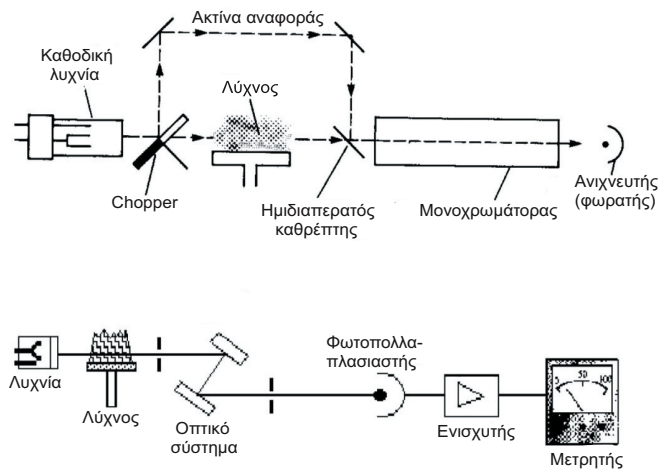 Ακτίνα αναφοράς
Καθοδική
λυχνία
Λύχνος
Chopper
Ημιδιαπερατός
καθρέπτης
Μονοχρωμάτορας
Ανιχνευτής
(φωρατής)
Λυχνία
Λύχνος
Οπτικό
σύστημα
Φωτοπολλα-
πλασιαστής
Ενισχυτής
50
100
Μετρητής